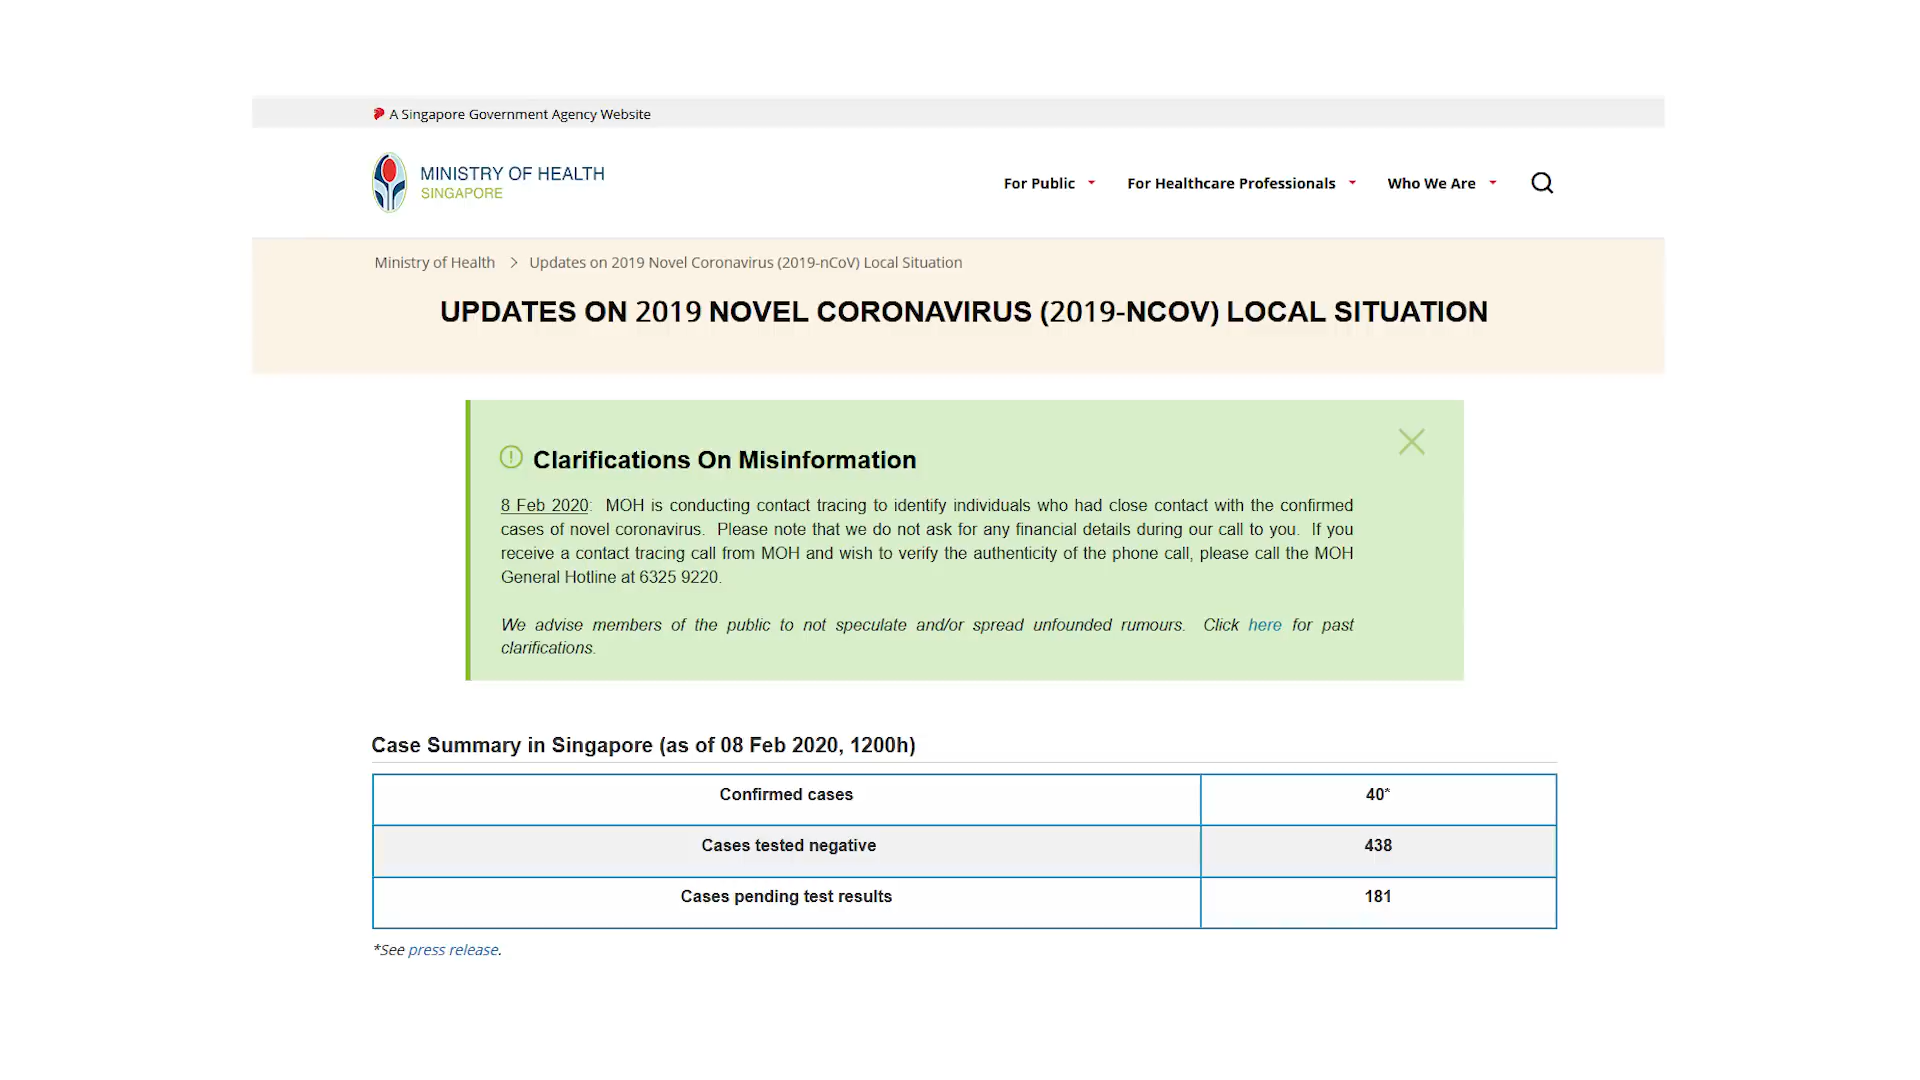 A Singapore Government Agency Website
MINISTRY OF HEALTH
SINGAPORE
For Public
For Healthcare Professionals
Who We Are
Ministry of Health > Updates on 2019 Novel Coronavirus (2019-nCoV) Local Situation
UPDATES ON 2019 NOVEL CORONAVIRUS (2019-NCOV) LOCAL SITUATION
Clarifications On Misinformation
8 Feb 2020: MOH is conducting contact tracing to identify individuals who had close contact with the confirmed
cases of novel coronavirus. Please note that we do not ask for any financial details during our call to you. If you
receive a contact tracing call from MOH and wish to verify the authenticity of the phone call, please call the MOH
General Hotline at 6325 9220.
We advise members of the public to not speculate and/or spread unfounded rumours. Click here for past
clarifications.
Case Summary in Singapore (as of 08 Feb 2020, 1200h)
Confirmed cases 40*
Cases tested negative 438
Cases pending test results 181
*See press release.